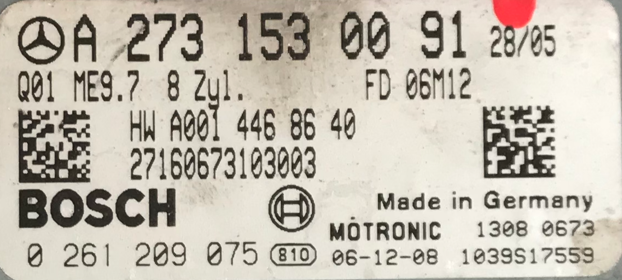 A 273 153 00 91 28/05
Q01 ME9.7 8 Zyl. FD 06M12
HW A001 446 86 40
27160673103003
BOSCH Made in Germany
MOTRONIC 1308 0673
0 261 209 075 810 06-12-08 1039S17559